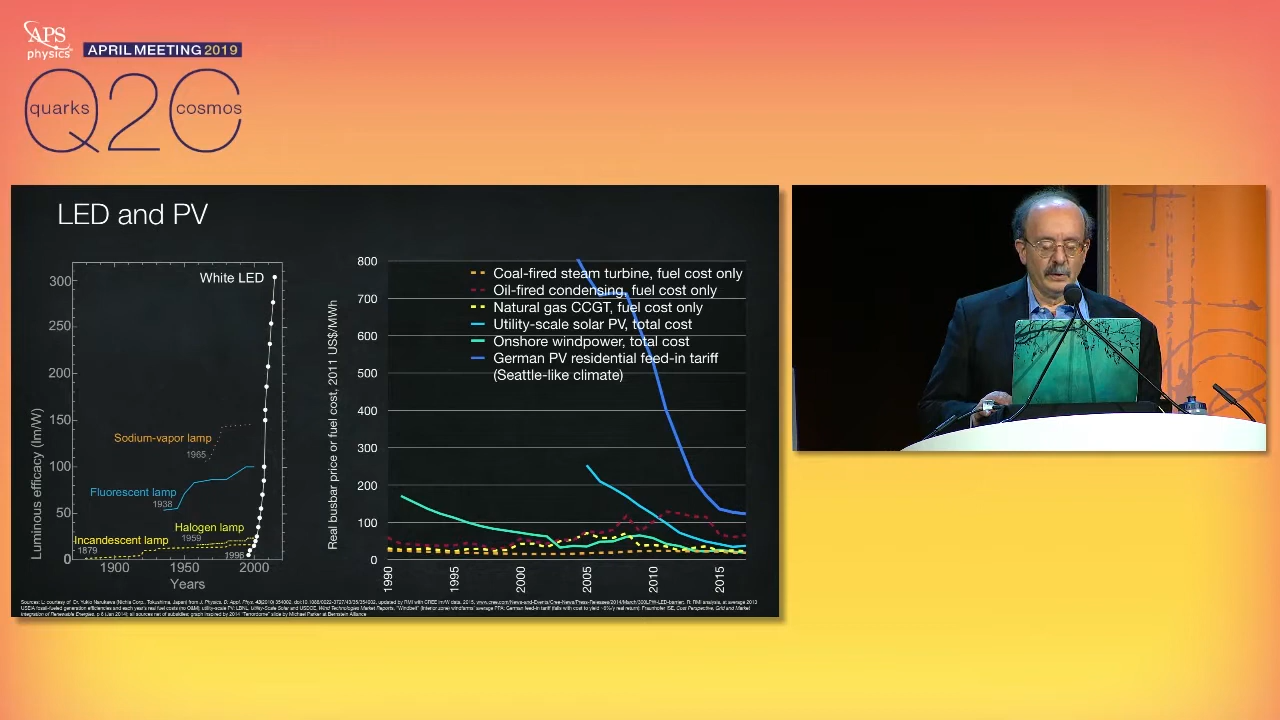 APS
physics
APRIL MEETING 2019
Q2C
quarks
cosmos
LED and PV
White LED
300
250
200
150
100
50
0
Luminous efficacy (lm/W)
Sodium-vapor lamp
1965
Fluorescent lamp
1938
Halogen lamp
1959
Incandescent lamp
1879
1996
1900
1950
2000
Years
800
700
600
500
400
300
200
100
0
Real busbar price or fuel cost, 2011 US$/MWh
Coal-fired steam turbine, fuel cost only
Oil-fired condensing, fuel cost only
Natural gas CCGT, fuel cost only
Utility-scale solar PV, total cost
Onshore windpower, total cost
German PV residential feed-in tariff
(Seattle-like climate)
1990
1995
2000
2005
2010
2015